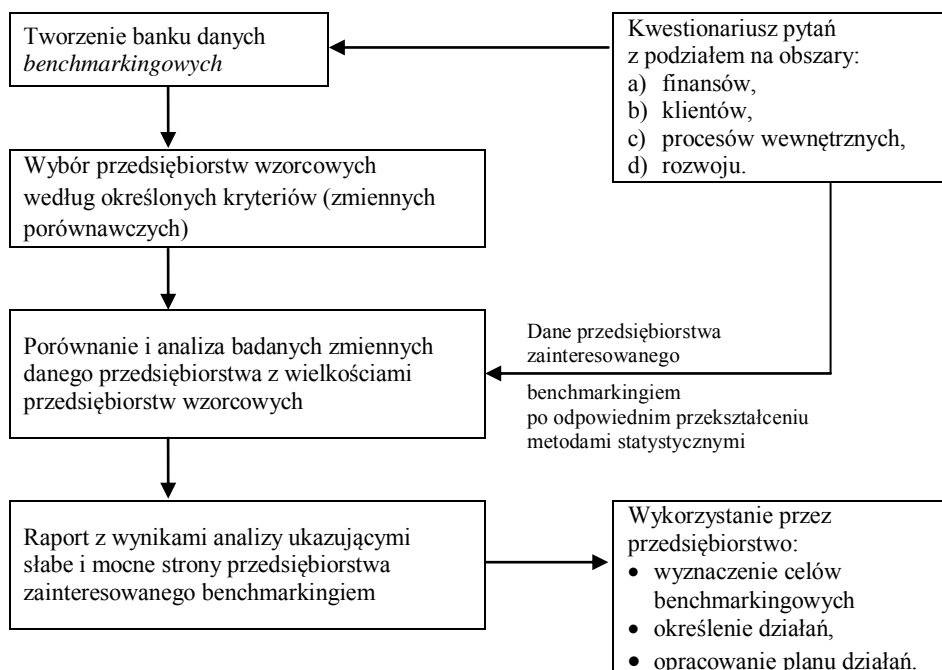 Tworzenie banku danych
benchmarkingowych
Kwestionariusz pytań
z podziałem na obszary:
a) finansów,
b) klientów,
c) procesów wewnętrznych,
d) rozwoju.
Wybór przedsiębiorstw wzorcowych
według określonych kryteriów (zmiennych
porównawczych)
Porównanie i analiza badanych zmiennych
danego przedsiębiorstwa z wielkościami
przedsiębiorstw wzorcowych
Dane przedsiębiorstwa
zainteresowanego
benchmarkingiem
po odpowiednim przekształceniu
metodami statystycznymi
Raport z wynikami analizy ukazującymi
słabe i mocne strony przedsiębiorstwa
zainteresowanego benchmarkingiem
Wykorzystanie przez
przedsiębiorstwo:
• wyznaczenie celów
benchmarkingowych
• określenie działań,
• opracowanie planu działań.